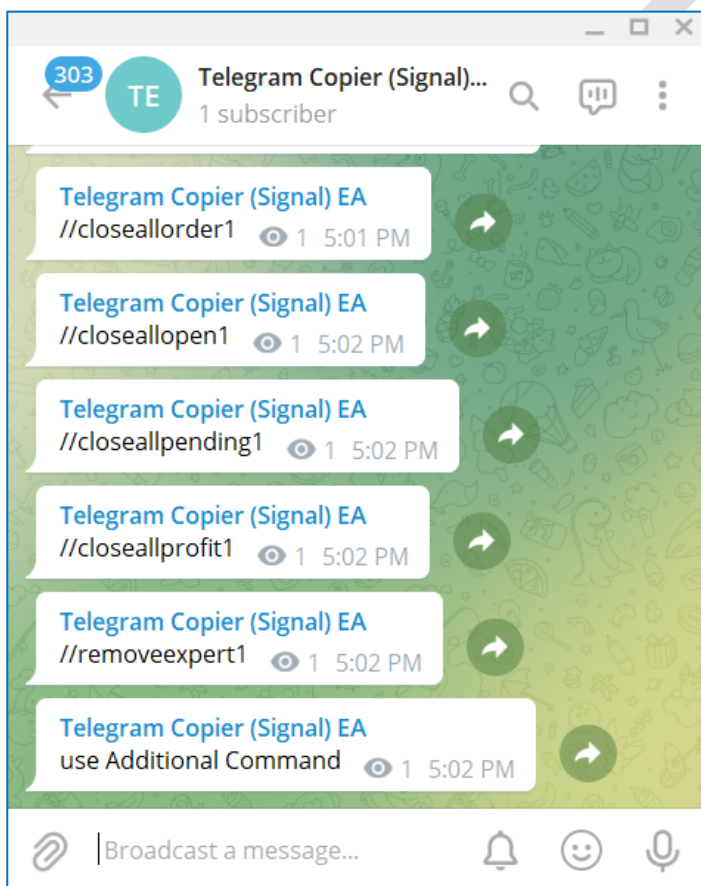 303
TE
Telegram Copier (Signal)...
1 subscriber
Telegram Copier (Signal) EA
//closeallorder1 1 5:01 PM
Telegram Copier (Signal) EA
//closeallopen1 1 5:02 PM
Telegram Copier (Signal) EA
//closeallpending1 1 5:02 PM
Telegram Copier (Signal) EA
//closeallprofit1 1 5:02 PM
Telegram Copier (Signal) EA
//removeexpert1 1 5:02 PM
Telegram Copier (Signal) EA
use Additional Command 1 5:02 PM
Broadcast a message...